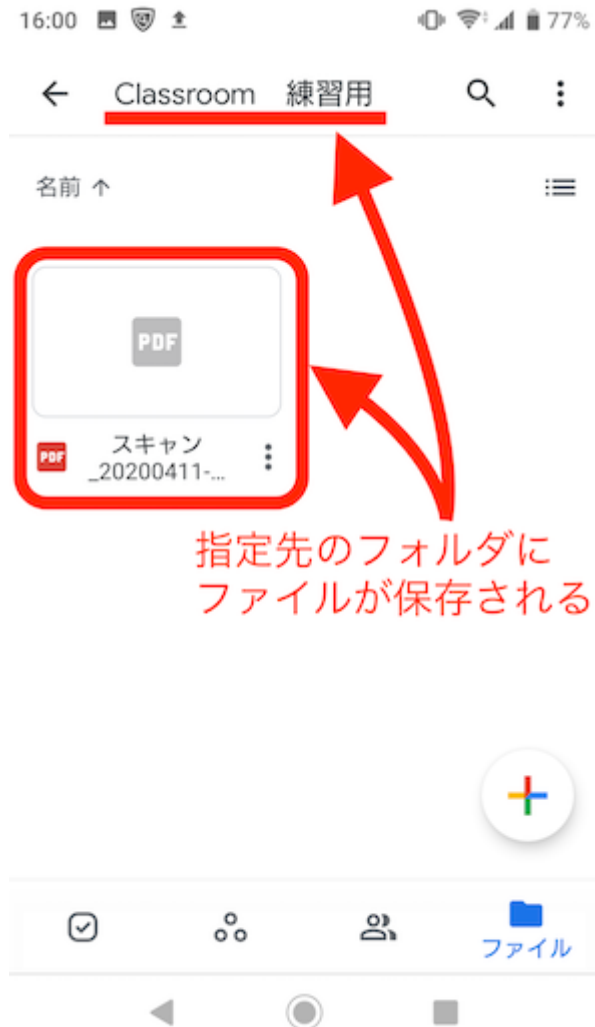 16:00 77%
Classroom 練習用
名前
PDF
PDF スキャン
_20200411-...
指定先のフォルダに
ファイルが保存される
ファイル